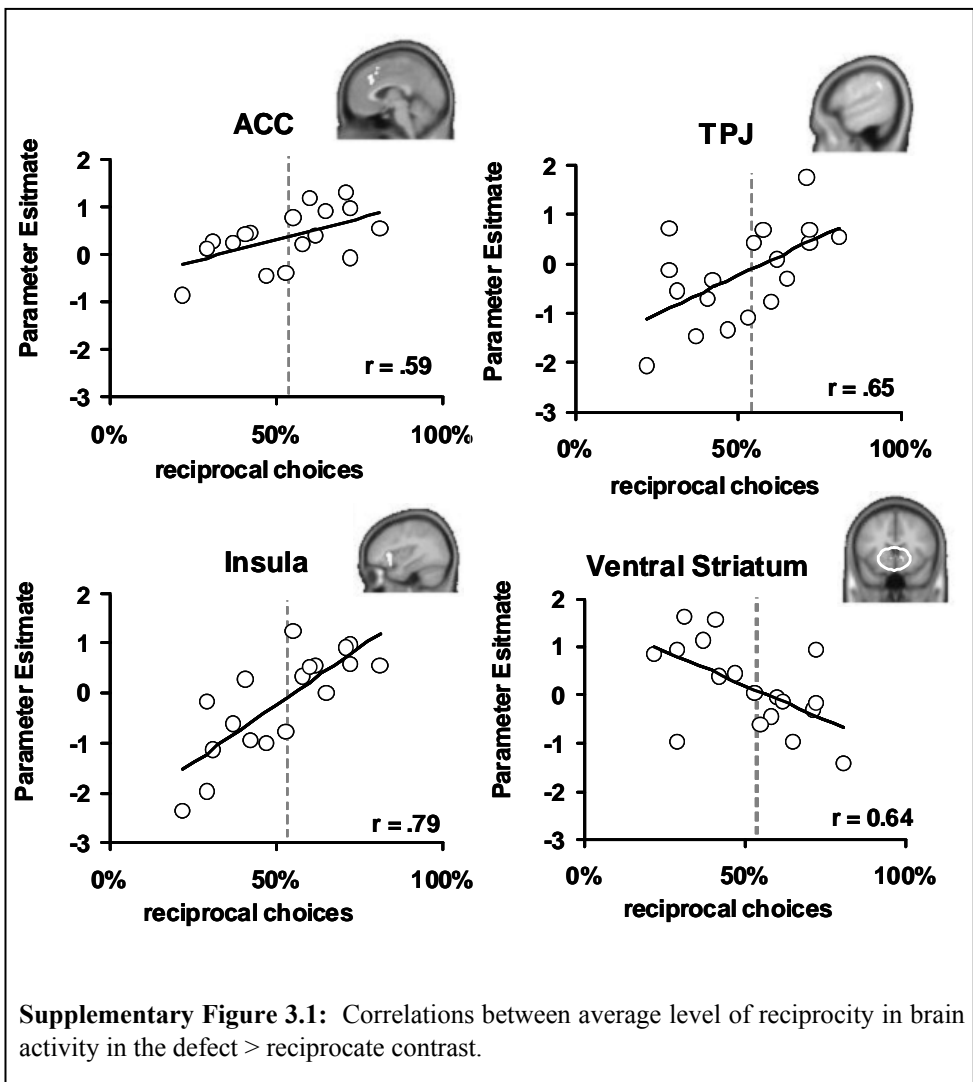 ACC
Parameter Esitmate
2
1
0
-1
-2
-3
r = .59
0% 50% 100%
reciprocal choices
TPJ
Parameter Esitmate
2
1
0
-1
-2
-3
r = .65
0% 50% 100%
reciprocal choices
Insula
Parameter Esitmate
2
1
0
-1
-2
-3
r = .79
0% 50% 100%
reciprocal choices
Ventral Striatum
Parameter Esitmate
2
1
0
-1
-2
-3
r = 0.64
0% 50% 100%
reciprocal choices
Supplementary Figure 3.1: Correlations between average level of reciprocity in brain
activity in the defect > reciprocate contrast.